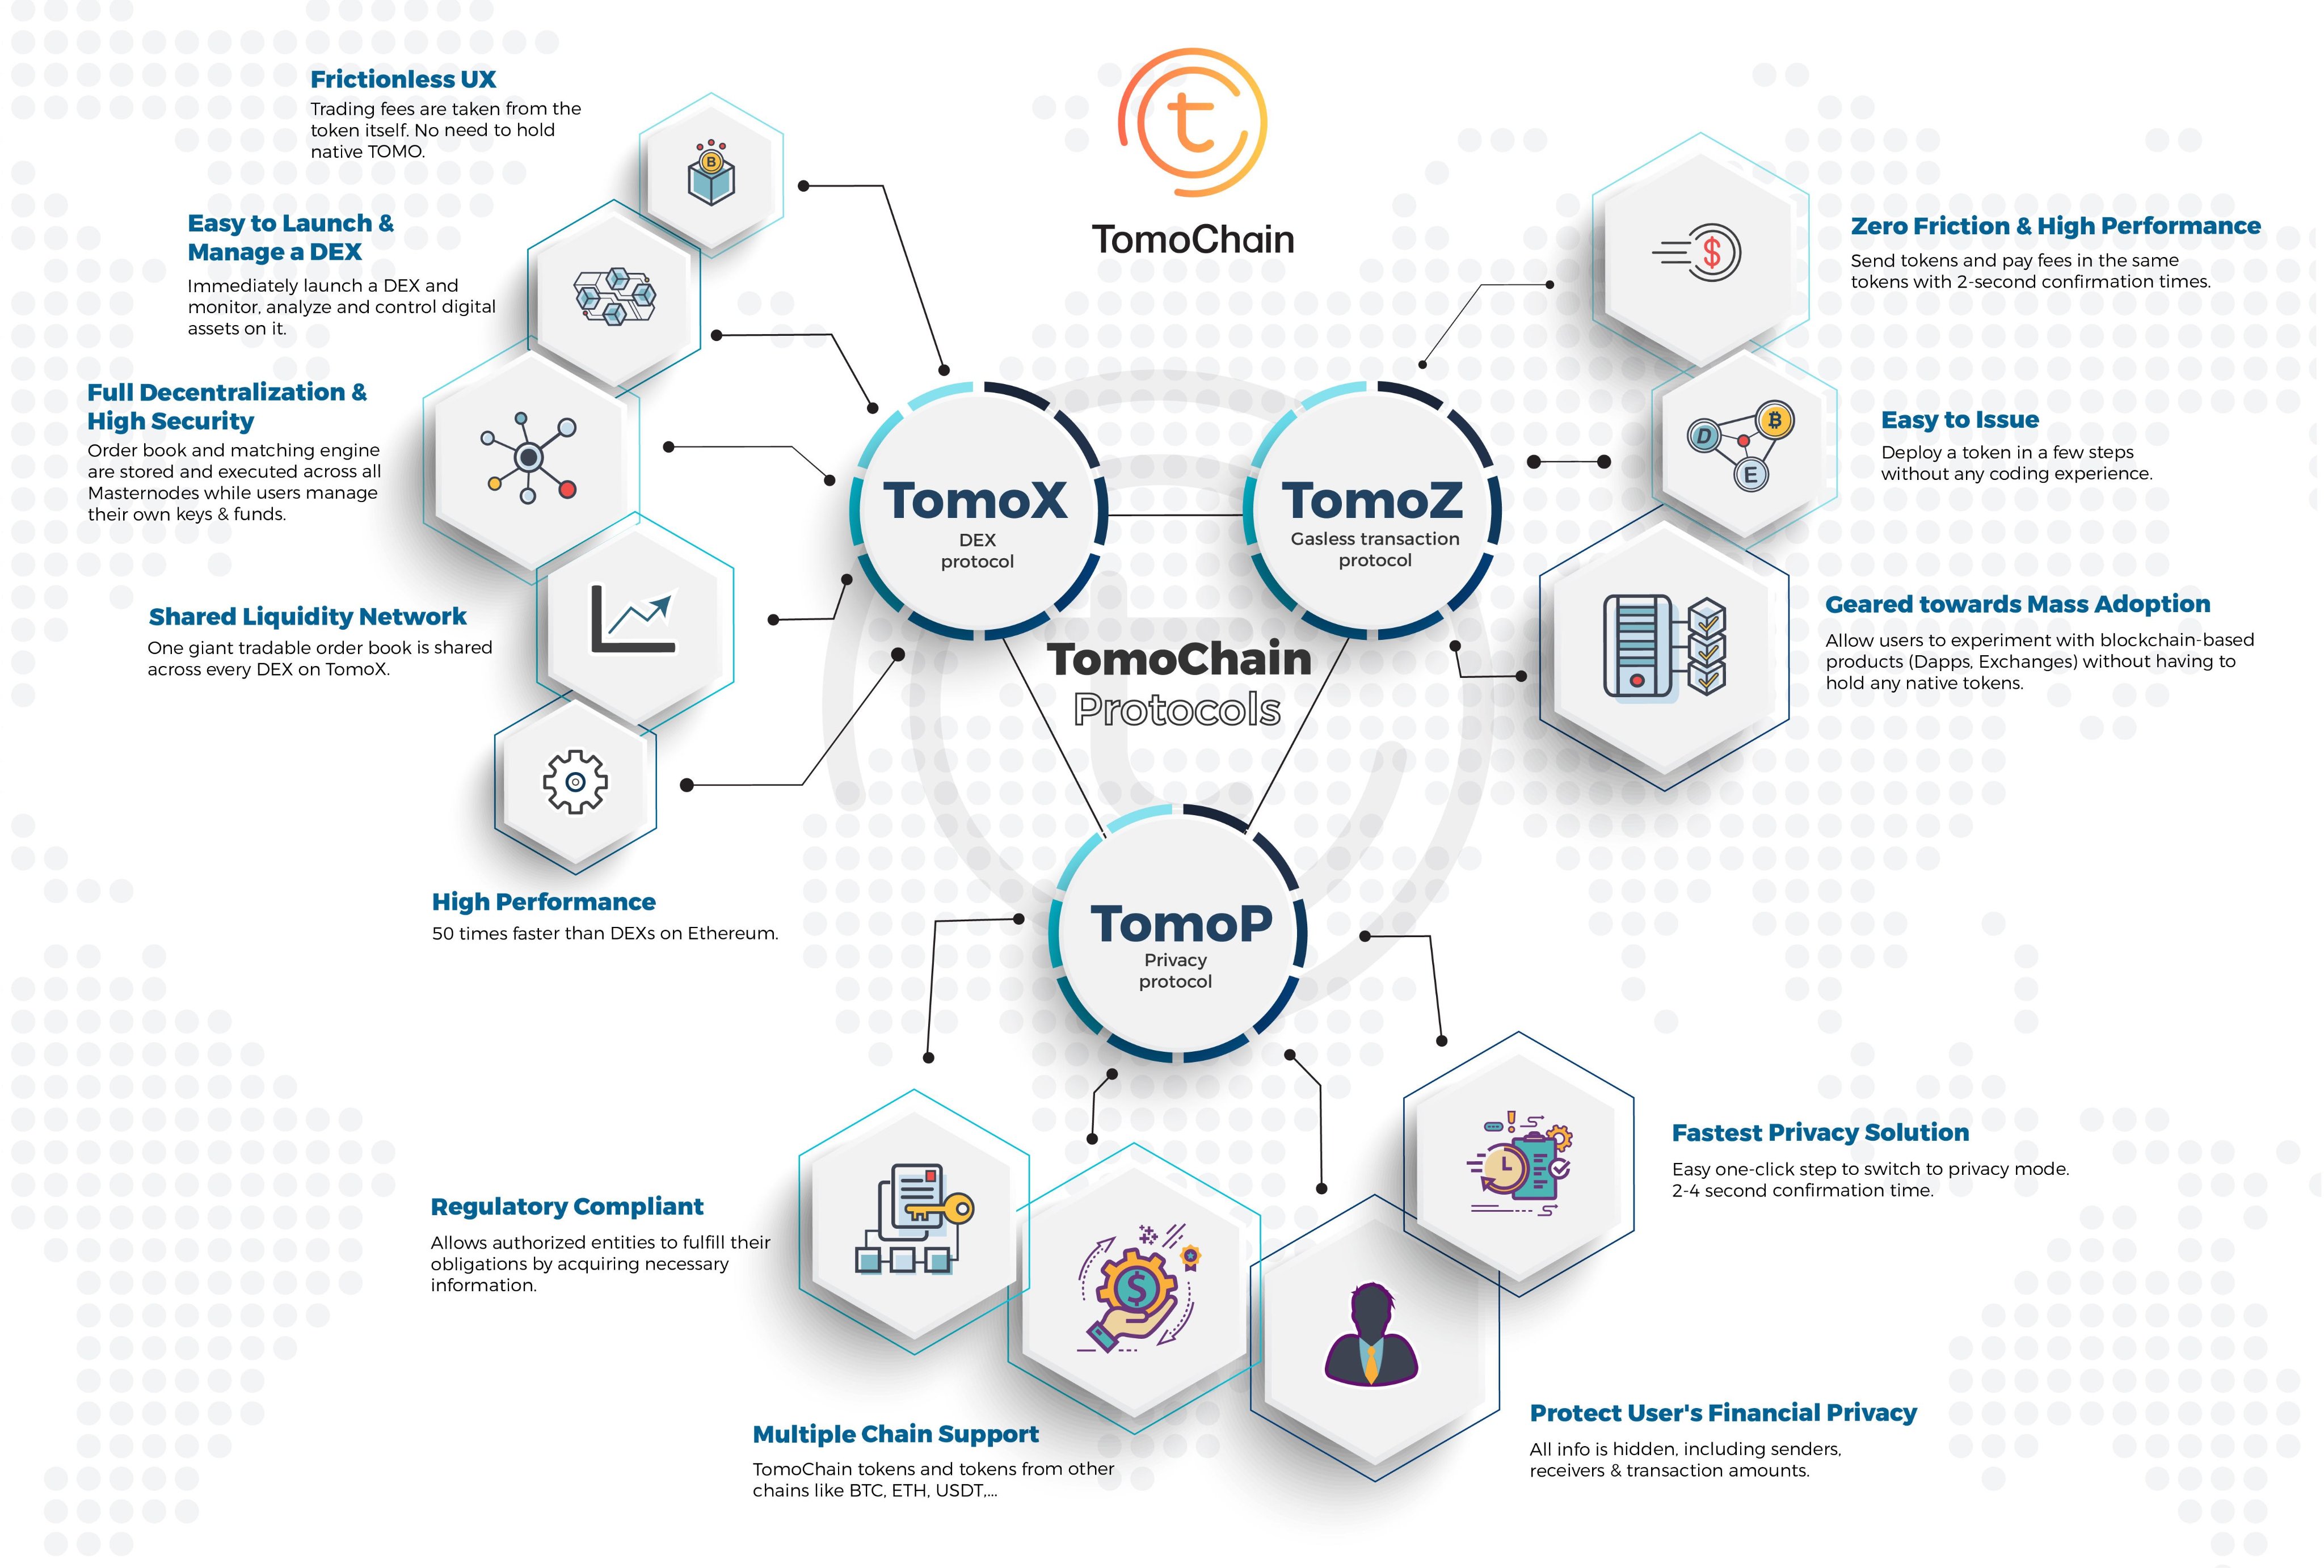 t
TomoChain
Frictionless UX
Trading fees are taken from the
token itself. No need to hold
native TOMO.
B
Easy to Launch &
Manage a DEX
Immediately launch a DEX and
monitor, analyze and control digital
assets on it.
Full Decentralization &
High Security
Order book and matching engine
are stored and executed across all
Masternodes while users manage
their own keys & funds.
Shared Liquidity Network
One giant tradable order book is shared
across every DEX on TomoX.
High Performance
50 times faster than DEXs on Ethereum.
TomoX
DEX
protocol
TomoZ
Gasless transaction
protocol
TomoChain
Protocols
TomoP
Privacy
protocol
$
Zero Friction & High Performance
Send tokens and pay fees in the same
tokens with 2-second confirmation times.
D
B
E
Easy to Issue
Deploy a token in a few steps
without any coding experience.
Geared towards Mass Adoption
Allow users to experiment with blockchain-based
products (Dapps, Exchanges) without having to
hold any native tokens.
Regulatory Compliant
Allows authorized entities to fulfill their
obligations by acquiring necessary
information.
$
Multiple Chain Support
TomoChain tokens and tokens from other
chains like BTC, ETH, USDT,...
Fastest Privacy Solution
Easy one-click step to switch to privacy mode.
2-4 second confirmation time.
Protect User's Financial Privacy
All info is hidden, including senders,
receivers & transaction amounts.